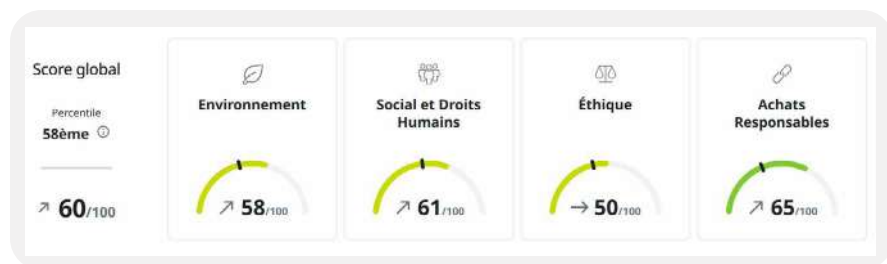 Score global
Percentile
58ème
60/100
Environnement
58/100
Social et Droits
Humains
61/100
Éthique
50/100
Achats
Responsables
65/100